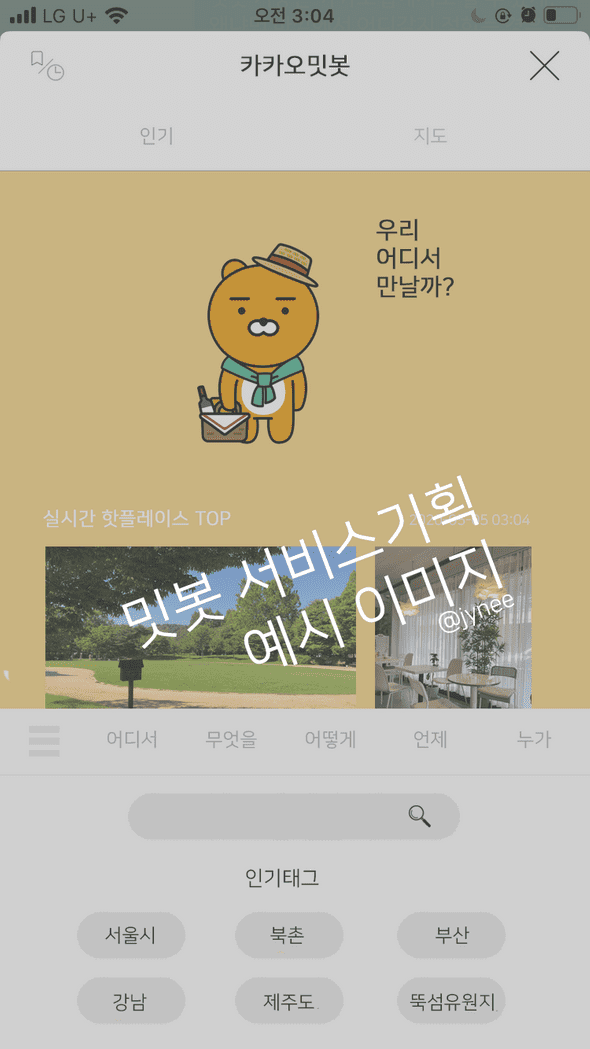 LG U+
오전 3:04
카카오밋봇
인기
지도
우리
어디서
만날까?
실시간 핫플레이스 TOP
03:04
밋봇 서비스기획
예시 이미지
@jynee
어디서
무엇을
어떻게
언제
누가
인기태그
서울시
북촌
부산
강남
제주도
뚝섬유원지